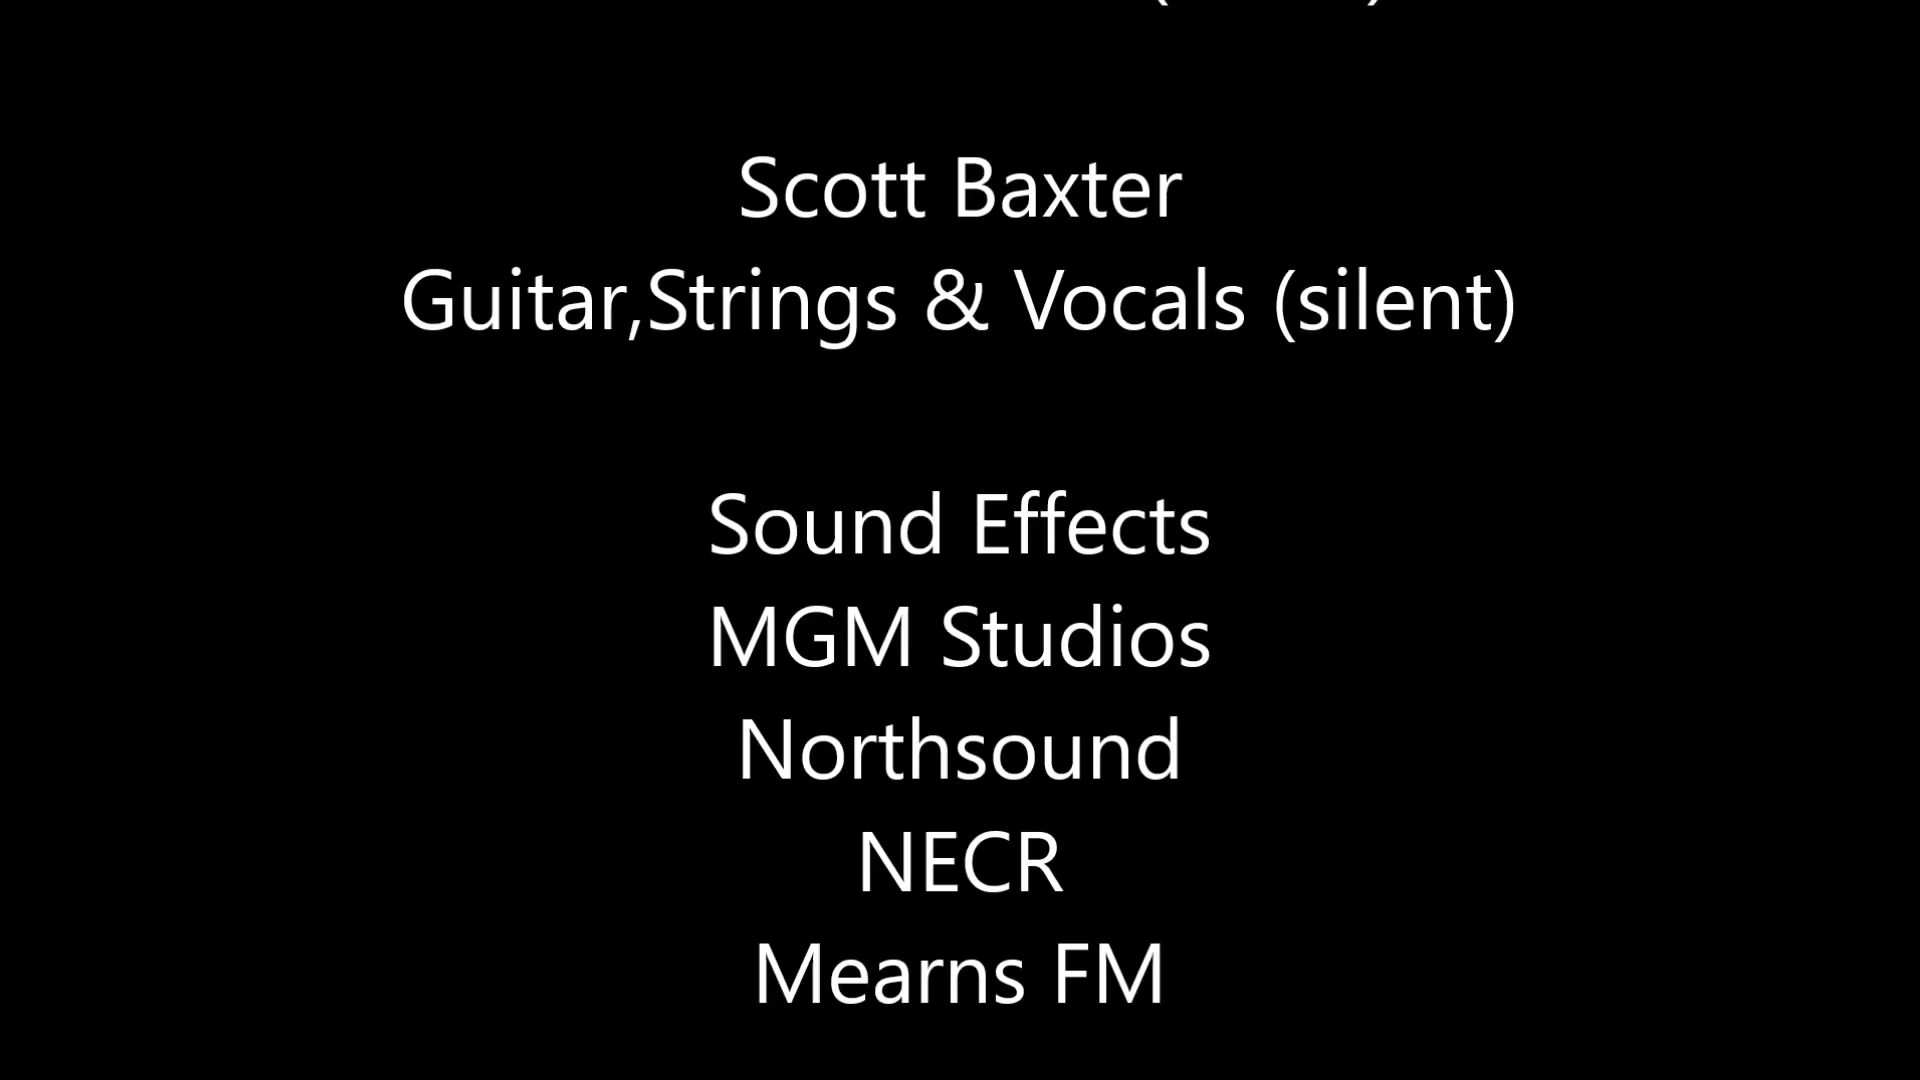 Scott Baxter
Guitar,Strings & Vocals (silent)
Sound Effects
MGM Studios
Northsound
NECR
Mearns FM